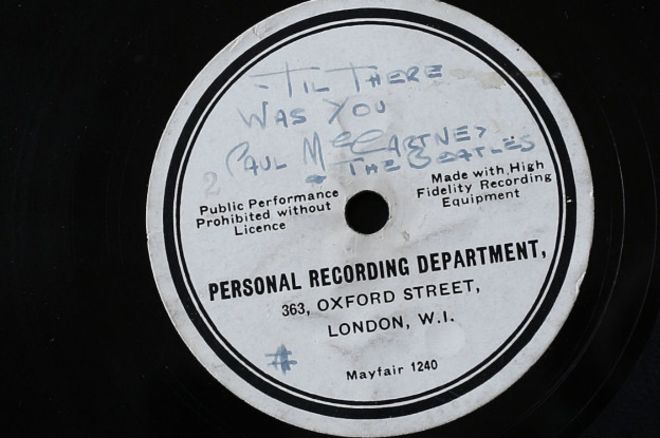 'TIL THERE
WAS YOU
PAUL McCARTNEY
& THE BEATLES
2
Public Performance
Prohibited without
Licence
Made with High
Fidelity Recording
Equipment
PERSONAL RECORDING DEPARTMENT,
363, OXFORD STREET,
LONDON, W.I.
#
Mayfair 1240